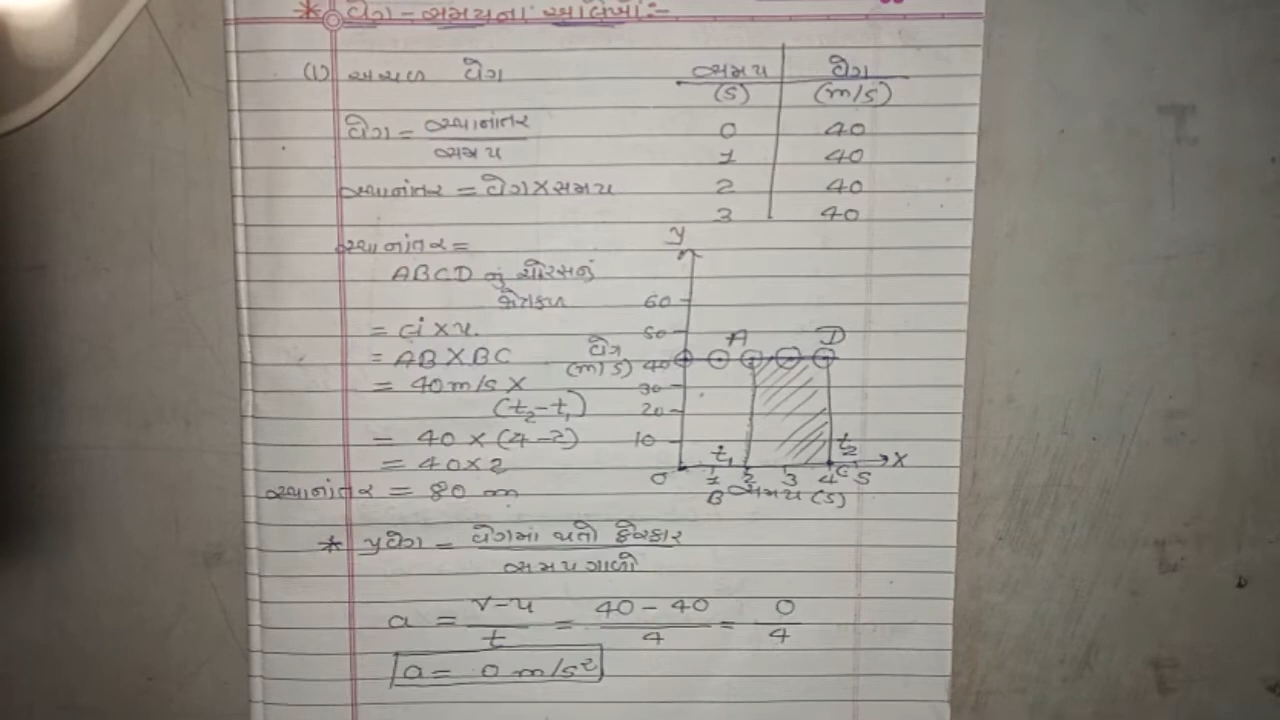 * વેગ - સમયના આલેખો :-
(1) અચળ વેગ
સમય વેગ
(s) (m/s)
0 40
1 40
2 40
3 40
વેગ = સ્થાનાંતર
સમય
સ્થાનાંતર = વેગ × સમય
સ્થાનાંતર =
ABCD નું ચોરસનું
ક્ષેત્રફળ
= લં × પ.
= AB × BC
= 40 m/s ×
(t₂ - t₁)
= 40 × (4 - 2)
= 40 × 2
સ્થાનાંતર = 80 m
y
60
50 A D
વેગ
(m/s) 40
30
20
10
t₁ t₂
0 1 2 3 4 C 5 X
B સમય (s)
* પ્રવેગ = વેગમાં થતો ફેરફાર
સમયગાળો
a = v - u = 40 - 40 = 0
t 4 4
a = 0 m/s²